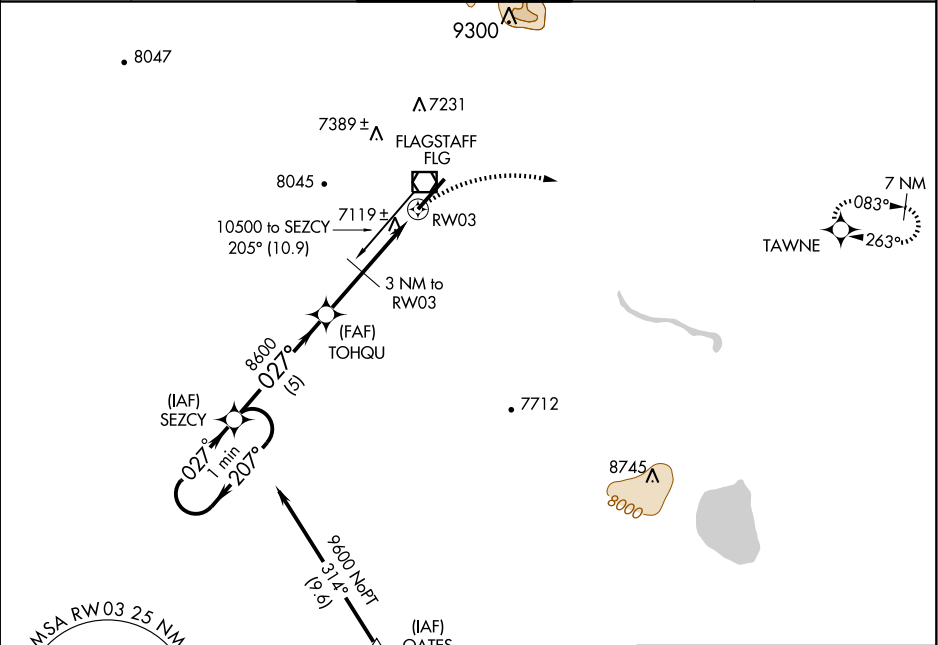 9300
8047
7231
7389±
FLAGSTAFF
FLG
8045
7 NM
083°
7119±
RW03
10500 to SEZCY
205° (10.9)
TAWNE
263°
3 NM to
RW03
(FAF)
TOHQU
8600
027°
(5)
(IAF)
SEZCY
7712
027°
1 min
207°
8745
8000
9600 NoPT
314°
(9.6)
MSA RW03 25 NM
(IAF)